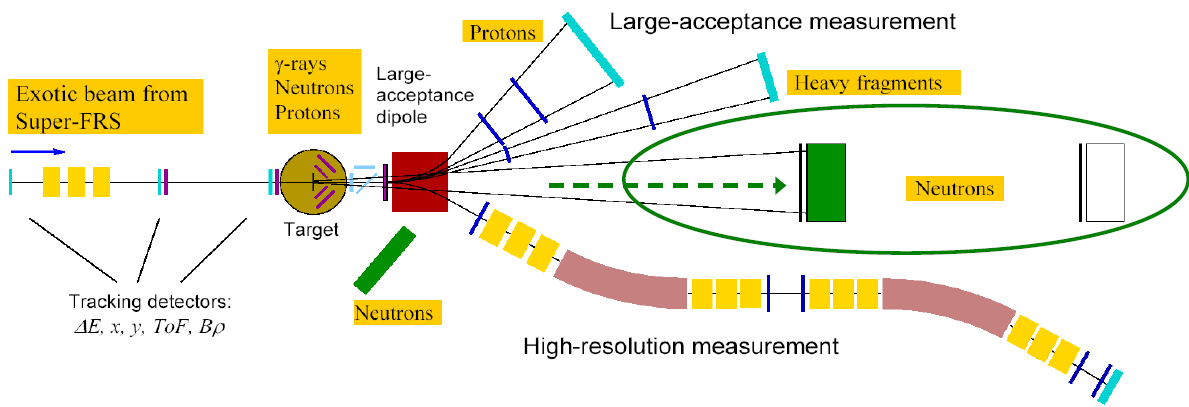 Large-acceptance measurement
Protons
γ-rays
Neutrons
Protons
Large-
acceptance
dipole
Heavy fragments
Exotic beam from
Super-FRS
Neutrons
Target
Tracking detectors:
ΔE, x, y, ToF, Bρ
Neutrons
High-resolution measurement